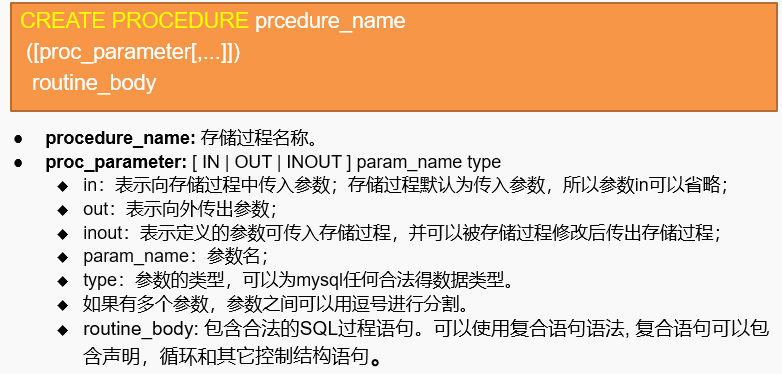 CREATE PROCEDURE prcedure_name
([proc_parameter[,...]])
routine_body
● procedure_name: 存储过程名称。
● proc_parameter: [ IN | OUT | INOUT ] param_name type
◆ in：表示向存储过程中传入参数；存储过程默认为传入参数，所以参数in可以省略；
◆ out：表示向外传出参数；
◆ inout：表示定义的参数可传入存储过程，并可以被存储过程修改后传出存储过程；
◆ param_name：参数名；
◆ type：参数的类型，可以为mysql任何合法得数据类型。
◆ 如果有多个参数，参数之间可以用逗号进行分割。
◆ routine_body: 包含合法的SQL过程语句。可以使用复合语句语法, 复合语句可以包
含声明，循环和其它控制结构语句。